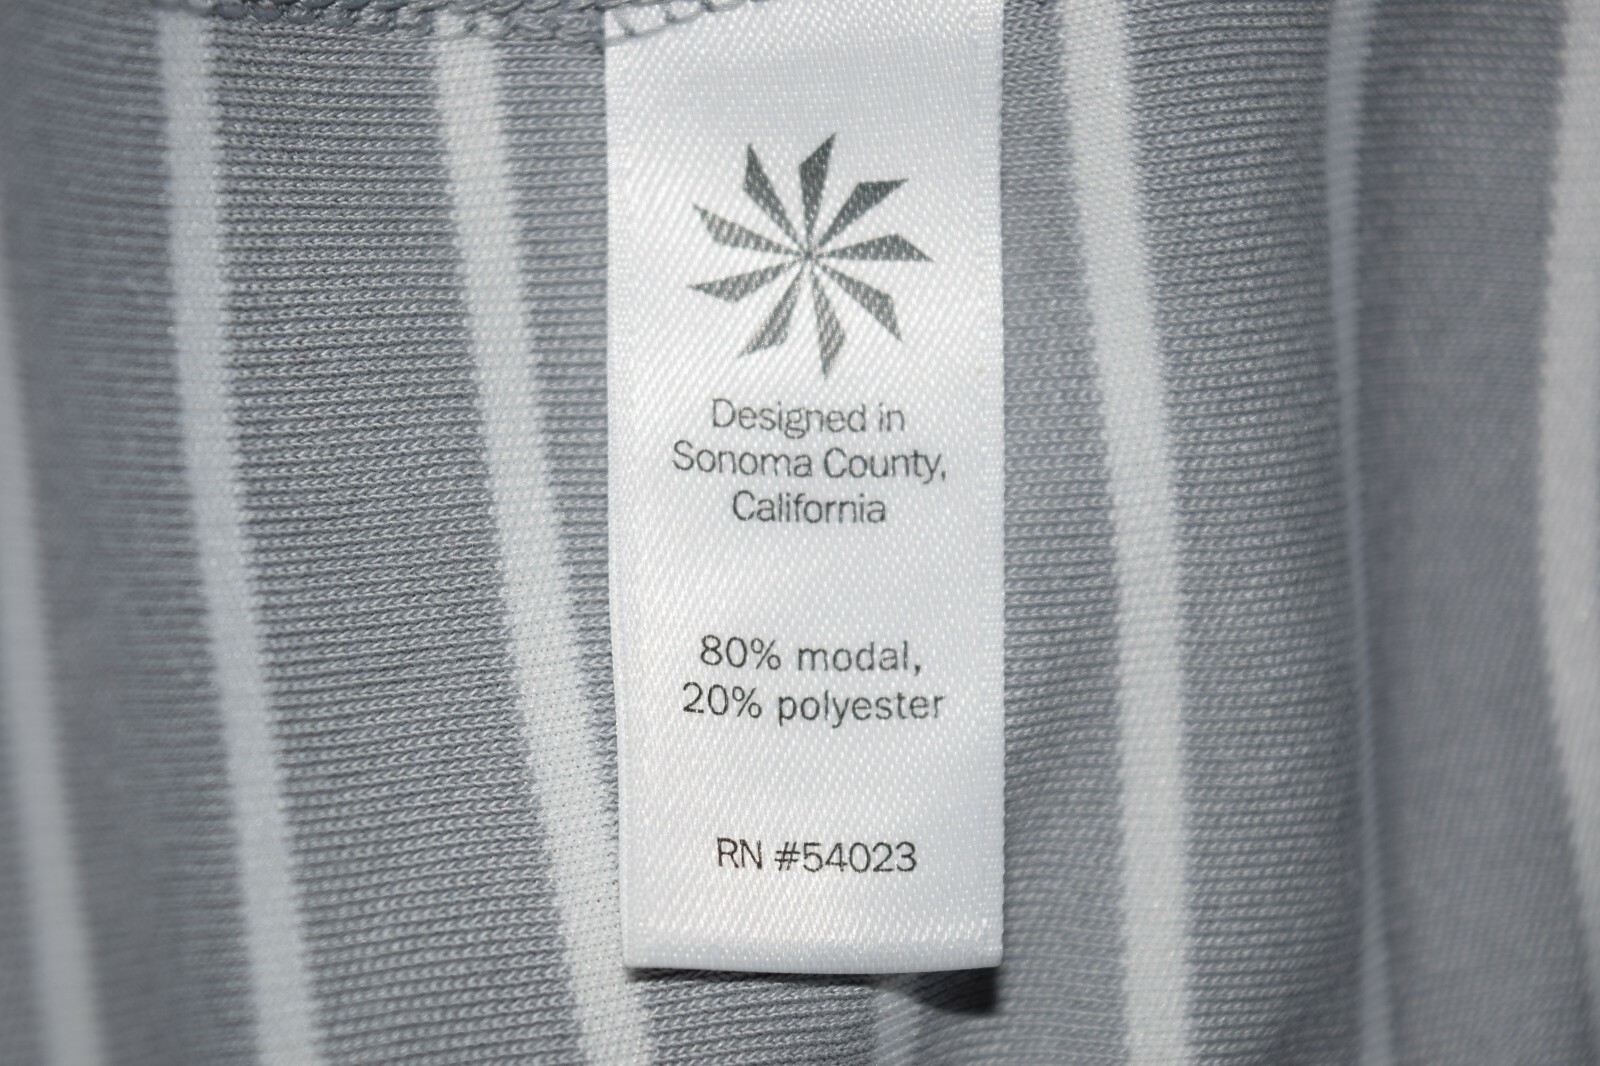 Designed in
Sonoma County,
California
80% modal,
20% polyester
RN #54023